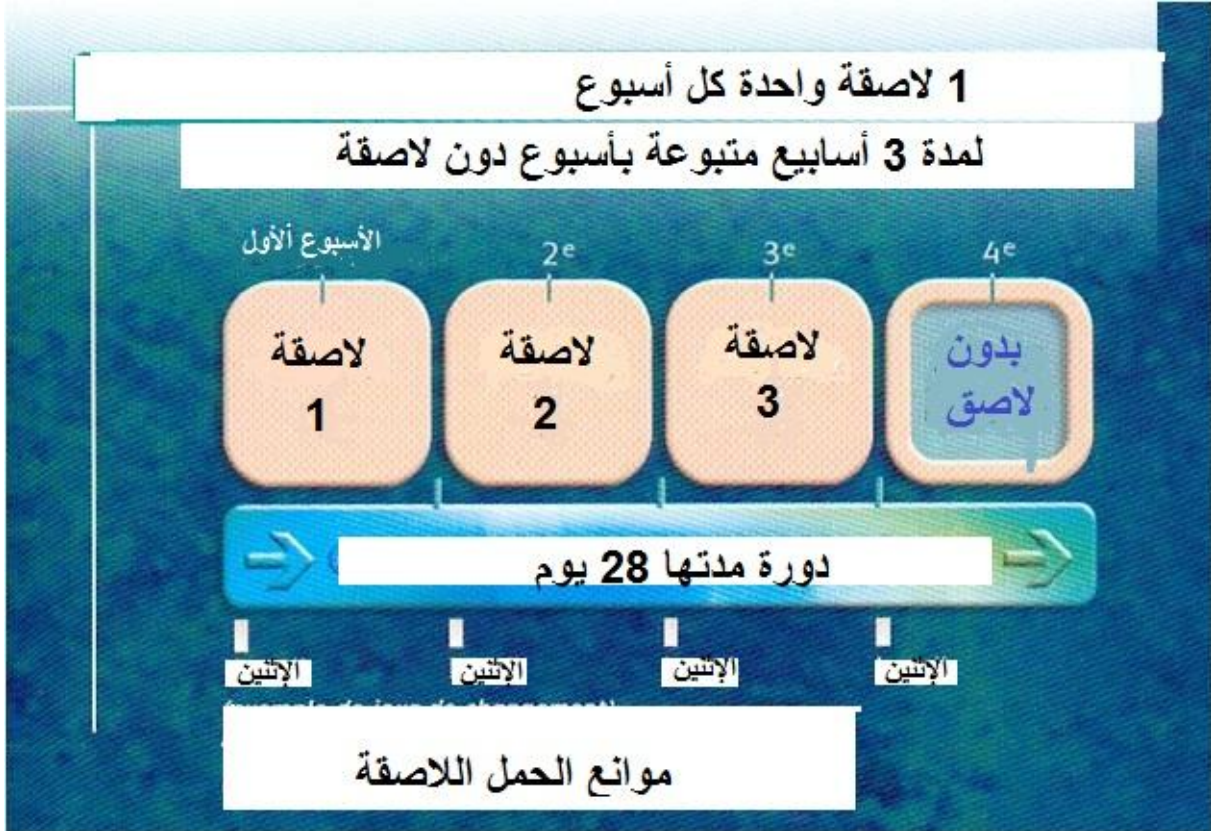 1 لاصقة واحدة كل أسبوع
لمدة 3 أسابيع متبوعة بأسبوع دون لاصقة
الأسبوع ألأول 2e 3e 4e
لاصقة 1
لاصقة 2
لاصقة 3
بدون لاصق
دورة مدتها 28 يوم
الإثنين الإثنين الإثنين الإثنين
موانع الحمل اللاصقة